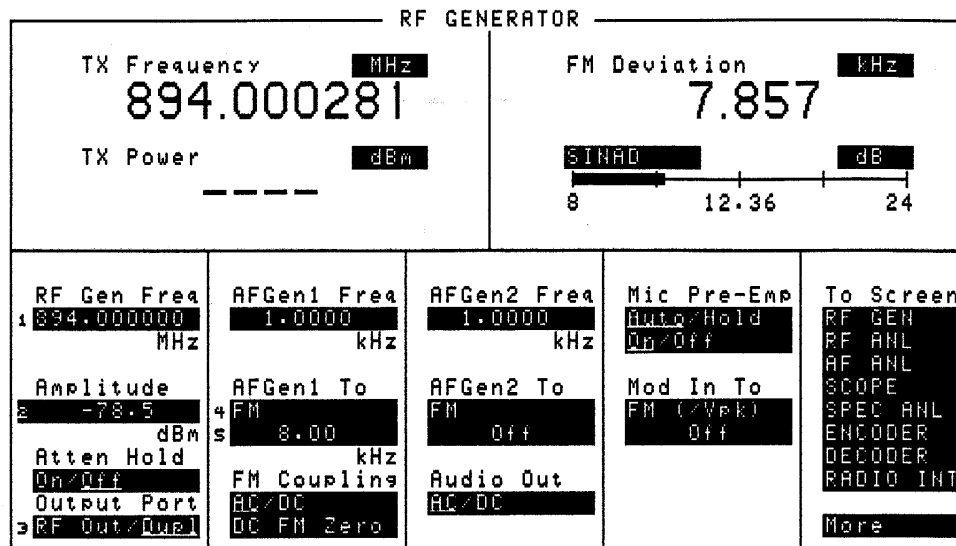 RF GENERATOR
TX Frequency MHz
894.000281
TX Power dBm
----
FM Deviation kHz
7.857
SINAD dB
8 12.36 24
RF Gen Freq
1 894.000000
MHz
Amplitude
2 -78.5
dBm
Atten Hold
On/Off
Output Port
3 RF Out/Dupl
AFGen1 Freq
1.0000
kHz
AFGen1 To
4 FM
5 8.00
kHz
FM Coupling
AC/DC
DC FM Zero
AFGen2 Freq
1.0000
kHz
AFGen2 To
FM
Off
Audio Out
AC/DC
Mic Pre-Emp
Auto/Hold
On/Off
Mod In To
FM (/Vpk)
Off
To Screen
RF GEN
RF ANL
AF ANL
SCOPE
SPEC ANL
ENCODER
DECODER
RADIO INT
More